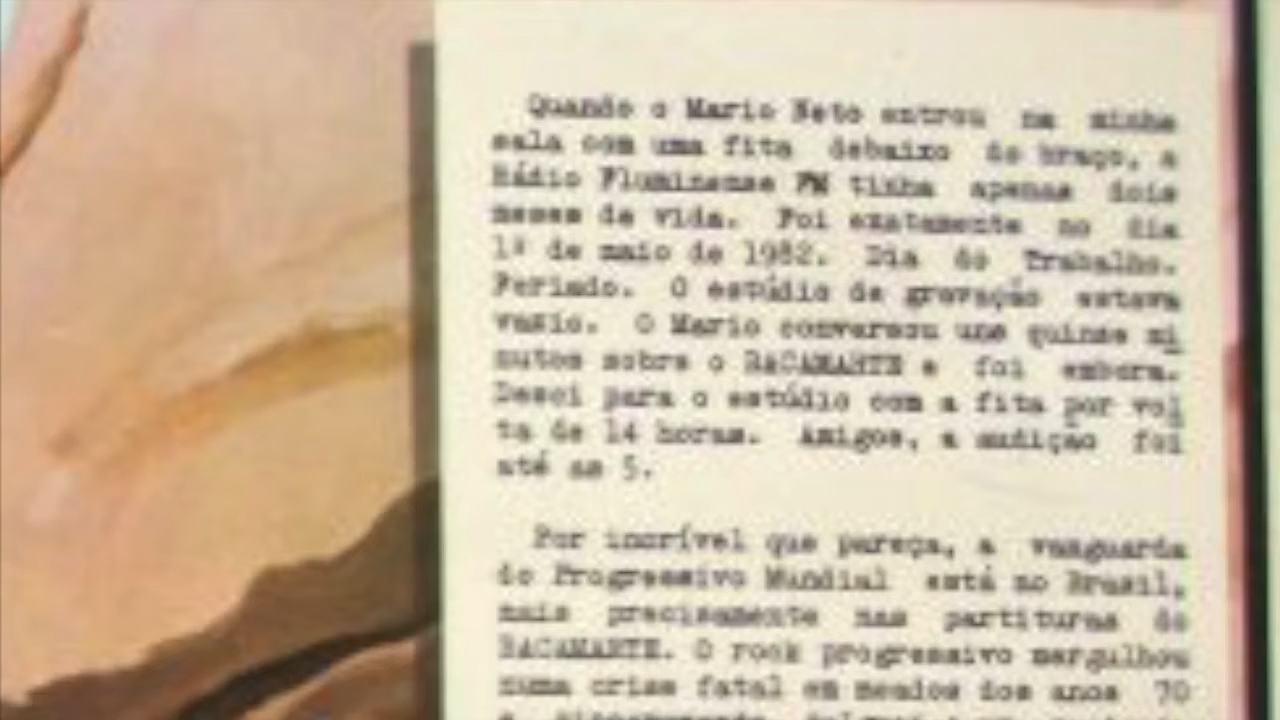 Quando o Mario Neto entrou na minha
sala com uma fita debaixo do braço, a
Rádio Fluminense FM tinha apenas dois
meses de vida. Foi exatamente no dia
1º de maio de 1982. Dia do Trabalho.
Feriado. O estúdio de gravação estava
vazio. O Mario conversou uns quinze mi
nutos sobre o BACAMARTE e foi embora.
Desci para o estúdio com a fita por vol
ta de 14 horas. Amigos, a audição foi
até as 5.
Por incrível que pareça, a vanguarda
do Progressivo Mundial está no Brasil,
mais precisamente nas partituras do
BACAMARTE. O rock progressivo mergulhou
numa crise fatal em meados dos anos 70
e